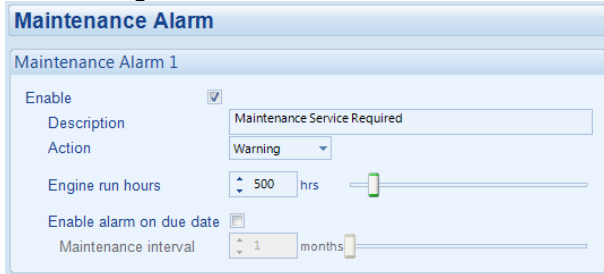 Maintenance Alarm
Maintenance Alarm 1
Enable
Description Maintenance Service Required
Action Warning
Engine run hours 500 hrs
Enable alarm on due date
Maintenance interval 1 months